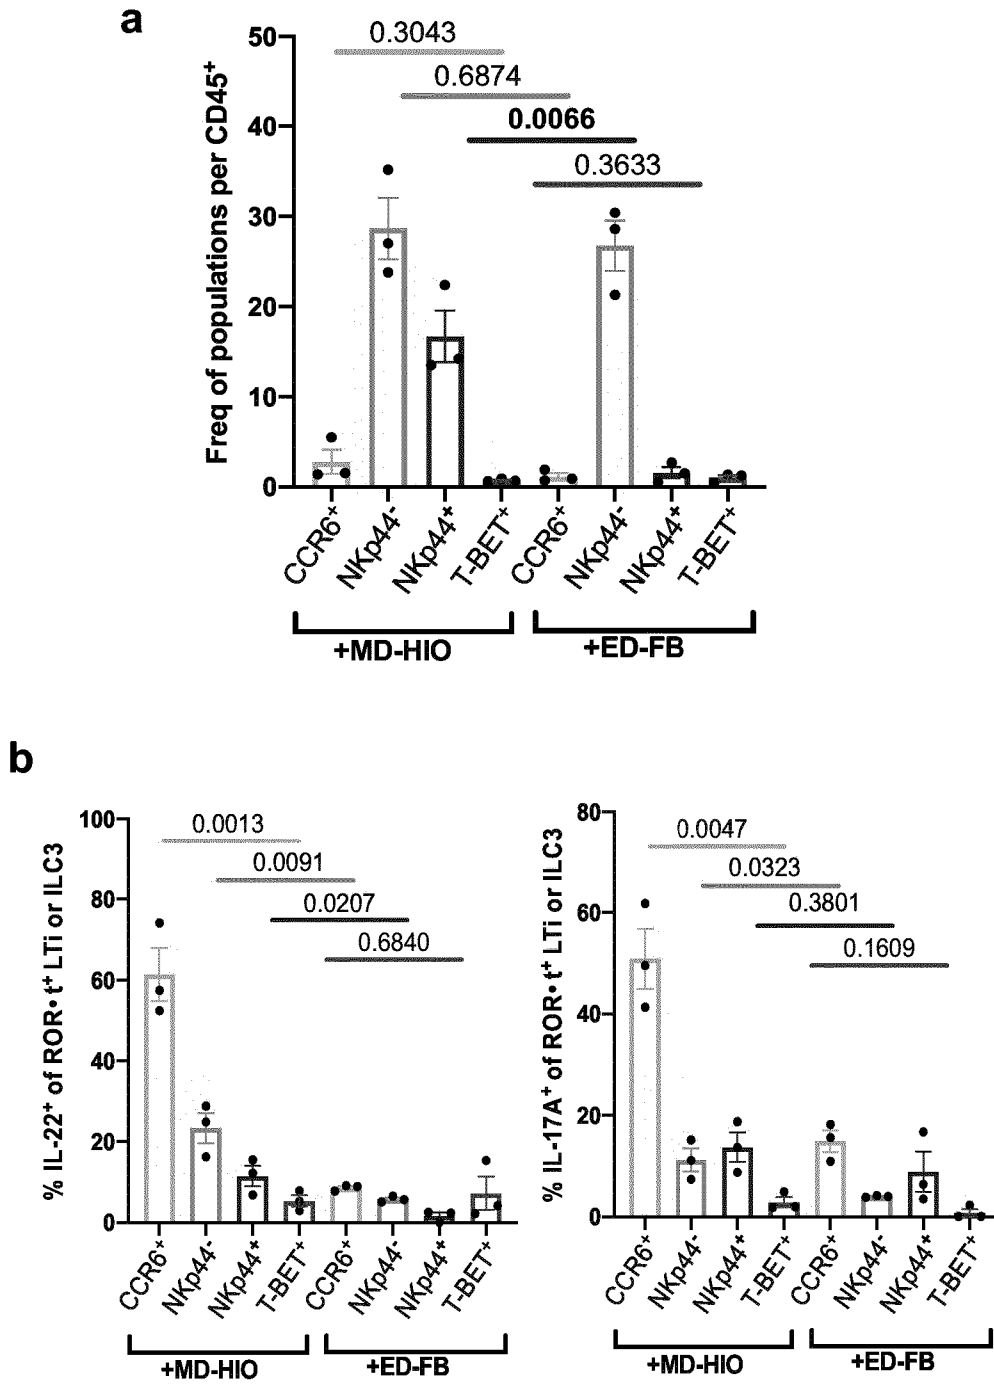 a
Freq of populations per CD45+
50
40
30
20
10
0
0.3043
0.6874
0.0066
0.3633
CCR6+
NKp44-
NKp44+
T-BET+
CCR6+
NKp44-
NKp44+
T-BET+
+MD-HIO
+ED-FB
b
% IL-22+ of ROR•t+ LTi or ILC3
100
80
60
40
20
0
0.0013
0.0091
0.0207
0.6840
CCR6+
NKp44-
NKp44+
T-BET+
CCR6+
NKp44-
NKp44+
T-BET+
+MD-HIO
+ED-FB
% IL-17A+ of ROR•t+ LTi or ILC3
80
60
40
20
0
0.0047
0.0323
0.3801
0.1609
CCR6+
NKp44-
NKp44+
T-BET+
CCR6+
NKp44-
NKp44+
T-BET+
+MD-HIO
+ED-FB